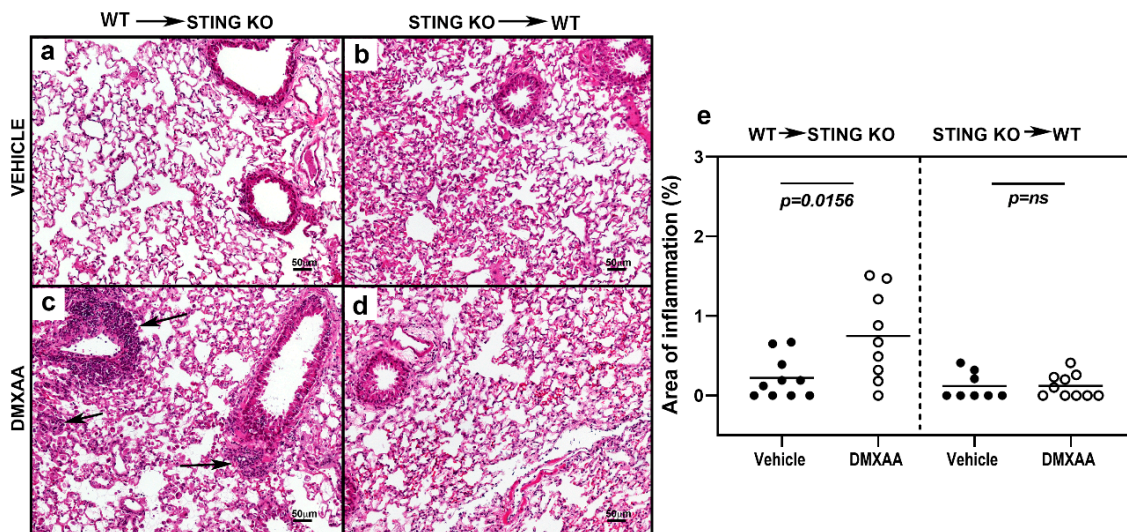 WT → STING KO
STING KO → WT
VEHICLE
a
50µm
b
50µm
DMXAA
c
50µm
d
50µm
e
WT → STING KO
STING KO → WT
Area of inflammation (%)
3
2
1
0
p=0.0156
p=ns
Vehicle
DMXAA
Vehicle
DMXAA